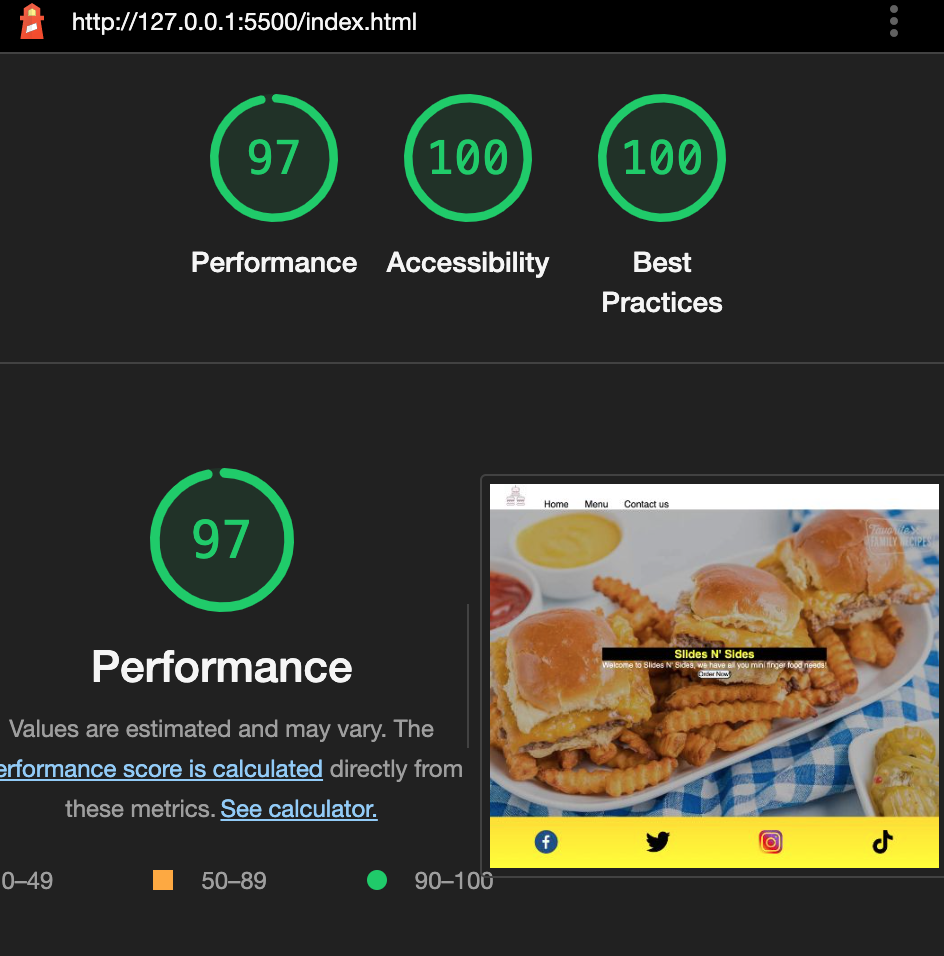 http://127.0.0.1:5500/index.html
97
100
100
Performance
Accessibility
Best
Practices
97
Performance
Values are estimated and may vary. The
erformance score is calculated directly from
these metrics. See calculator.
0–49
50–89
90–100
Home
Menu
Contact us
Favorite
FAMILY RECIPES
Slides N' Sides
Welcome to Slides N' Sides, we have all you mini finger food needs!
Order Now!